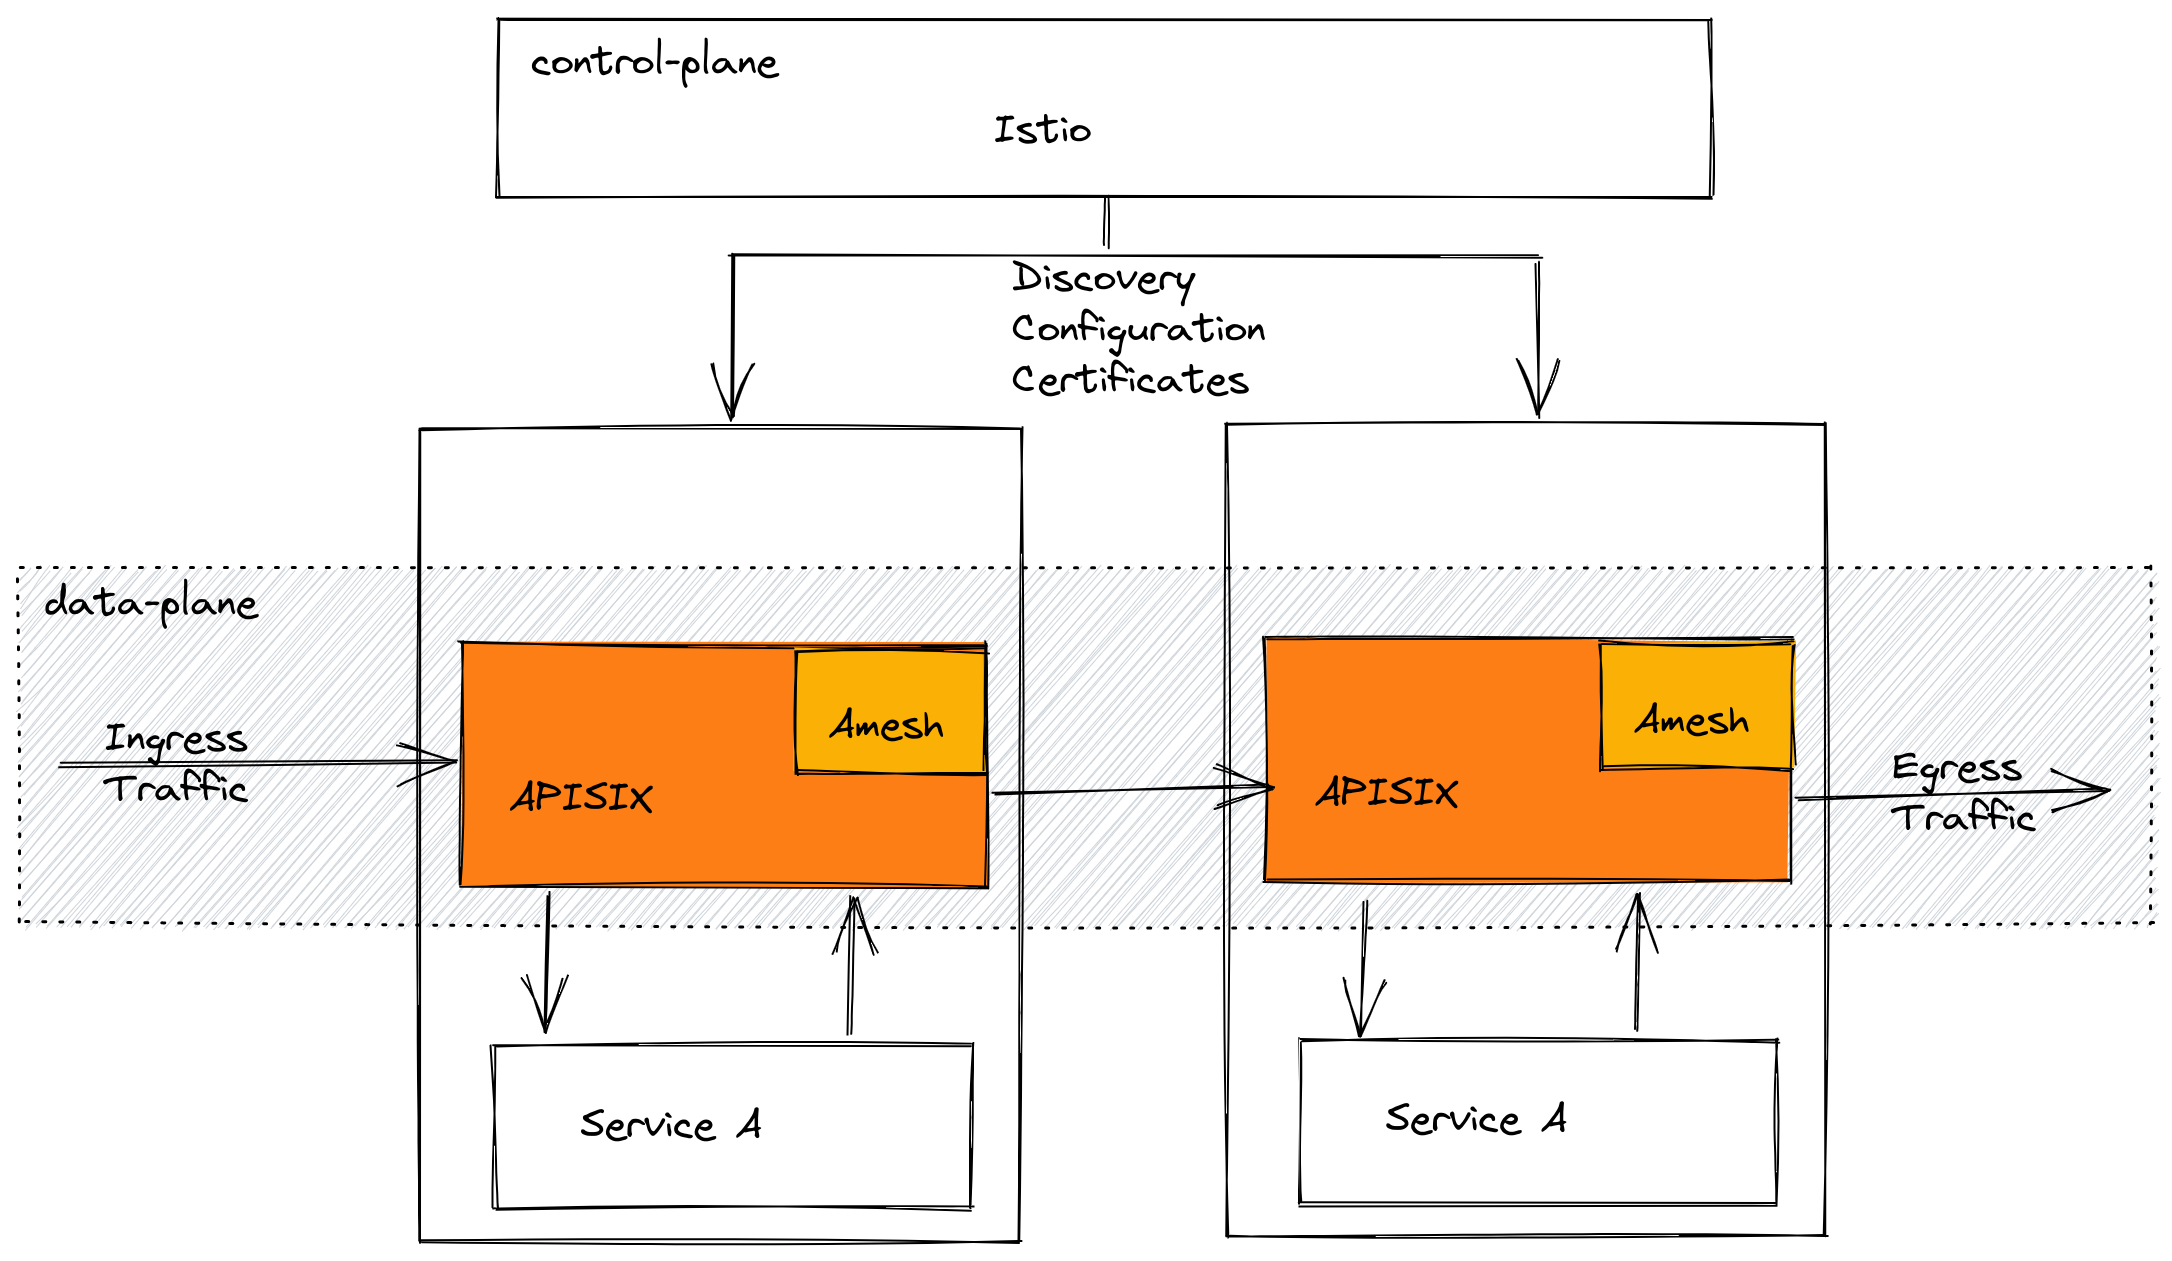 control-plane
Istio
Discovery
Configuration
Certificates
data-plane
Ingress
Traffic
APISIX
Amesh
APISIX
Amesh
Egress
Traffic
Service A
Service A